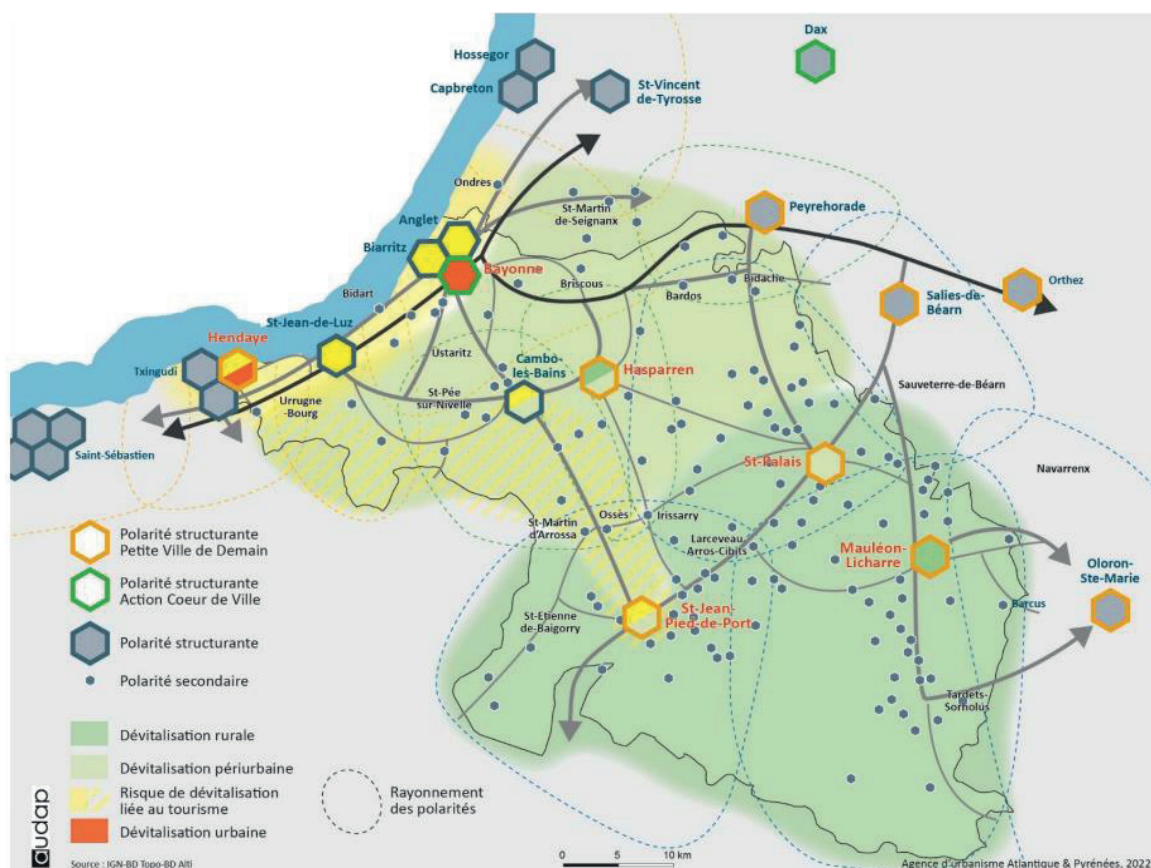 Dax
Hossegor
Capbreton
St-Vincent
de-Tyrosse
Ondres
St-Martin
de-Seignanx
Peyrehorade
Anglet
Biarritz
Bayonne
Briscous
Bidache
Bardos
Orthez
Salies-de-
Béarn
Bidart
St-Jean-de-Luz
Hendaye
Ustaritz
Cambo-
les-Bains
Hasparren
Txingudi
St-Pée
sur-Nivelle
Urrugne
-Bourg
Sauveterre-de-Béarn
Saint-Sébastien
St-Palais
Navarrenx
Ossès
Irissarry
St-Martin
d'Arrossa
Larceveau
Arros-Cibits
Mauléon-
Licharre
Oloron-
Ste-Marie
Barcus
St-Jean-
Pied-de-Port
St-Etienne
de-Baigorry
Tardets-
Sorholus
Polarité structurante
Petite Ville de Demain
Polarité structurante
Action Coeur de Ville
Polarité structurante
Polarité secondaire
Dévitalisation rurale
Dévitalisation périurbaine
Risque de dévitalisation
liée au tourisme
Dévitalisation urbaine
Rayonnement
des polarités
audap
Source : IGN-BD Topo-BD Alti
0 5 10 km
Agence d'urbanisme Atlantique & Pyrénées, 2022